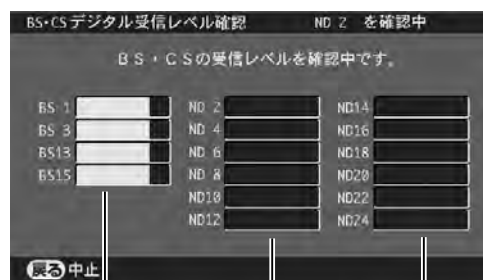 BS・CSデジタル受信レベル確認 ND 2 を確認中
BS・CSの受信レベルを確認中です。
BS 1 ND 2 ND14
BS 3 ND 4 ND16
BS13 ND 6 ND18
BS15 ND 8 ND20
ND10 ND22
ND12 ND24
戻る 中止